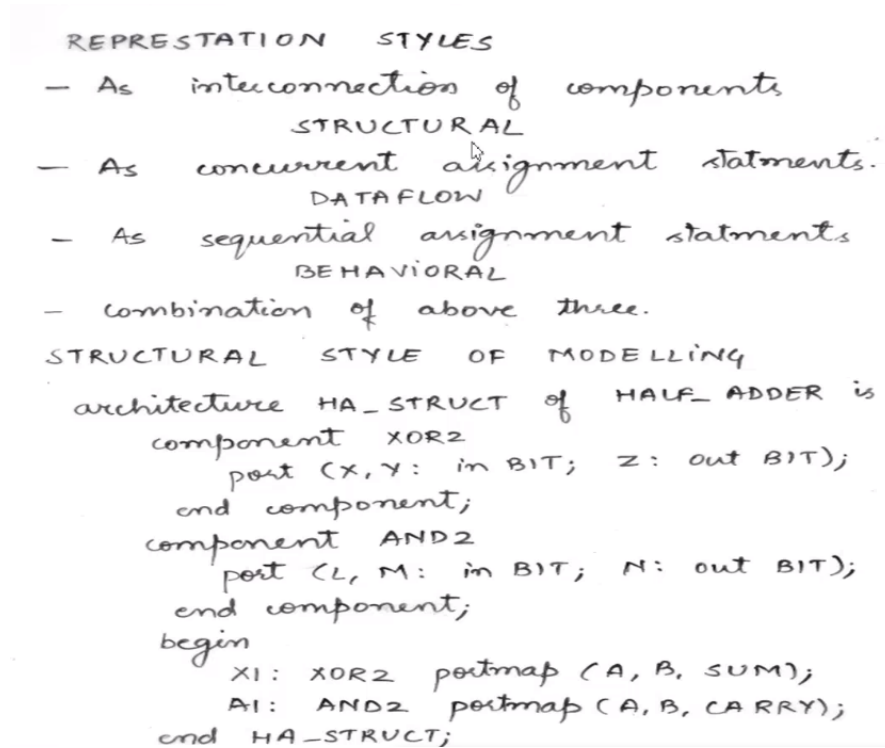 REPRESTATION STYLES
- As interconnection of components
STRUCTURAL
- As concurrent assignment statments.
DATAFLOW
- As sequential assignment statments
BEHAVIORAL
- combination of above three.
STRUCTURAL STYLE OF MODELLING
architecture HA_STRUCT of HALF_ADDER is
component XOR2
port (X, Y: in BIT; Z: out BIT);
end component;
component AND2
port (L, M: in BIT; N: out BIT);
end component;
begin
X1: XOR2 portmap (A, B, SUM);
A1: AND2 portmap (A, B, CARRY);
end HA_STRUCT;